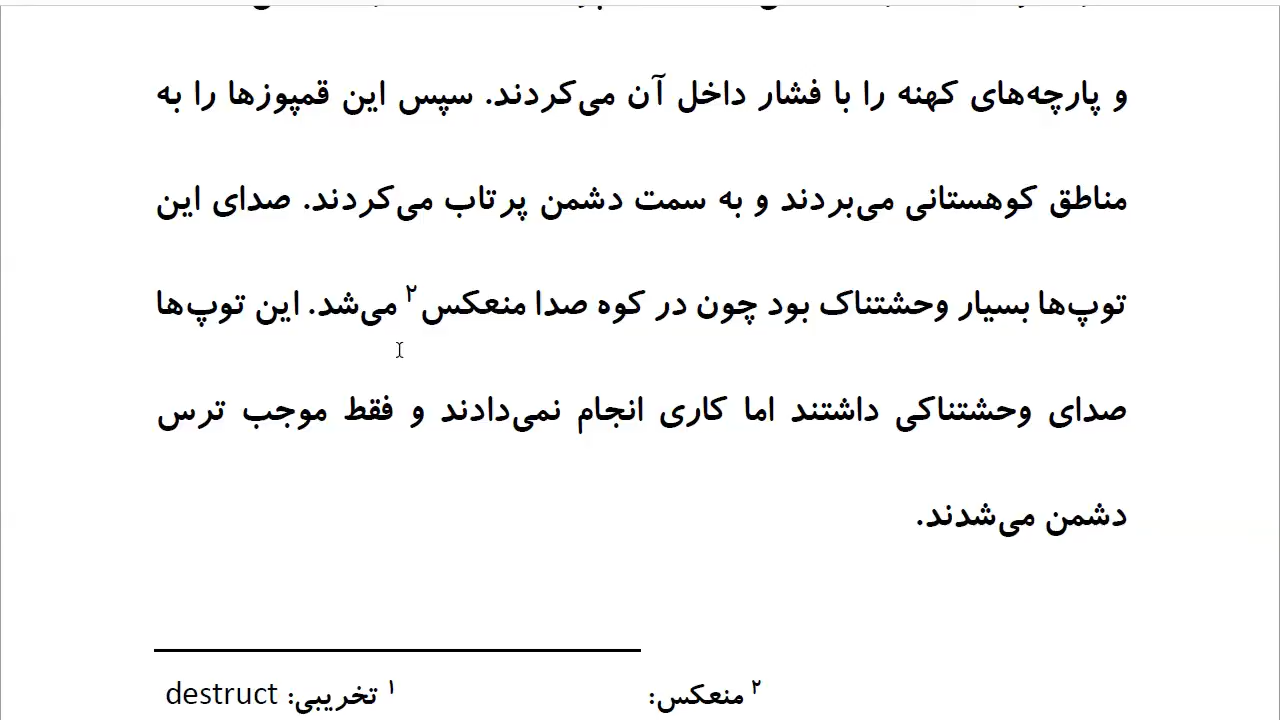 و پارچه‌های کهنه را با فشار داخل آن می‌کردند. سپس این قمپوزها را به
مناطق کوهستانی می‌بردند و به سمت دشمن پرتاب می‌کردند. صدای این
توپ‌ها بسیار وحشتناک بود چون در کوه صدا منعکس۲ می‌شد. این توپ‌ها
صدای وحشتناکی داشتند اما کاری انجام نمی‌دادند و فقط موجب ترس
دشمن می‌شدند.
۲ منعکس: ۱ تخریبی: destruct